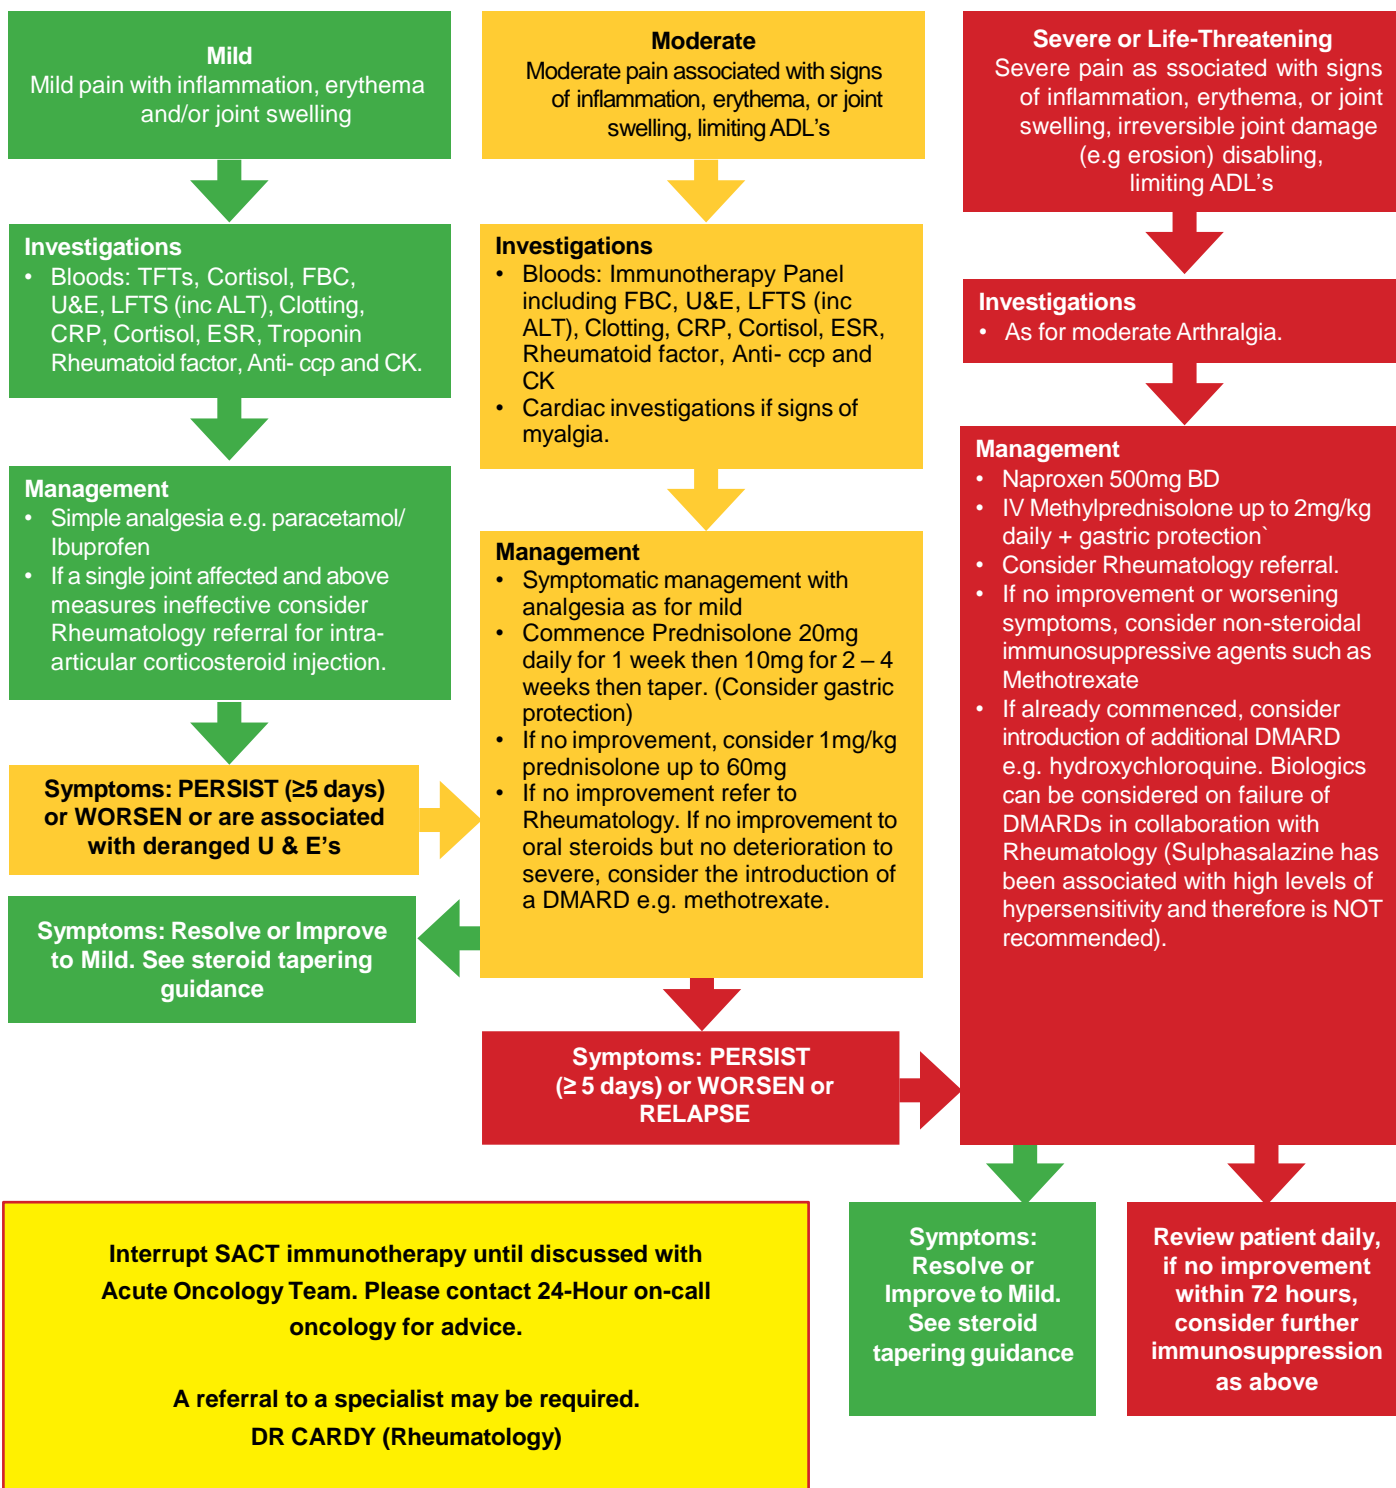 Mild
Mild pain with inflammation, erythema
and/or joint swelling
Investigations
• Bloods: TFTs, Cortisol, FBC,
U&E, LFTS (inc ALT), Clotting,
CRP, Cortisol, ESR, Troponin
Rheumatoid factor, Anti- ccp and CK.
Management
• Simple analgesia e.g. paracetamol/
Ibuprofen
• If a single joint affected and above
measures ineffective consider
Rheumatology referral for intra-
articular corticosteroid injection.
Symptoms: PERSIST (≥5 days)
or WORSEN or are associated
with deranged U & E's
Symptoms: Resolve or Improve
to Mild. See steroid tapering
guidance
Moderate
Moderate pain associated with signs
of inflammation, erythema, or joint
swelling, limiting ADL's
Investigations
• Bloods: Immunotherapy Panel
including FBC, U&E, LFTS (inc
ALT), Clotting, CRP, Cortisol, ESR,
Rheumatoid factor, Anti- ccp and
CK
• Cardiac investigations if signs of
myalgia.
Management
• Symptomatic management with
analgesia as for mild
• Commence Prednisolone 20mg
daily for 1 week then 10mg for 2 – 4
weeks then taper. (Consider gastric
protection)
• If no improvement, consider 1mg/kg
prednisolone up to 60mg
• If no improvement refer to
Rheumatology. If no improvement to
oral steroids but no deterioration to
severe, consider the introduction of
a DMARD e.g. methotrexate.
Symptoms: PERSIST
(≥ 5 days) or WORSEN or
RELAPSE
Severe or Life-Threatening
Severe pain as ssociated with signs
of inflammation, erythema, or joint
swelling, irreversible joint damage
(e.g erosion) disabling,
limiting ADL's
Investigations
• As for moderate Arthralgia.
Management
• Naproxen 500mg BD
• IV Methylprednisolone up to 2mg/kg
daily + gastric protection`
• Consider Rheumatology referral.
• If no improvement or worsening
symptoms, consider non-steroidal
immunosuppressive agents such as
Methotrexate
• If already commenced, consider
introduction of additional DMARD
e.g. hydroxychloroquine. Biologics
can be considered on failure of
DMARDs in collaboration with
Rheumatology (Sulphasalazine has
been associated with high levels of
hypersensitivity and therefore is NOT
recommended).
Symptoms:
Resolve or
Improve to Mild.
See steroid
tapering guidance
Review patient daily,
if no improvement
within 72 hours,
consider further
immunosuppression
as above
Interrupt SACT immunotherapy until discussed with
Acute Oncology Team. Please contact 24-Hour on-call
oncology for advice.
A referral to a specialist may be required.
DR CARDY (Rheumatology)